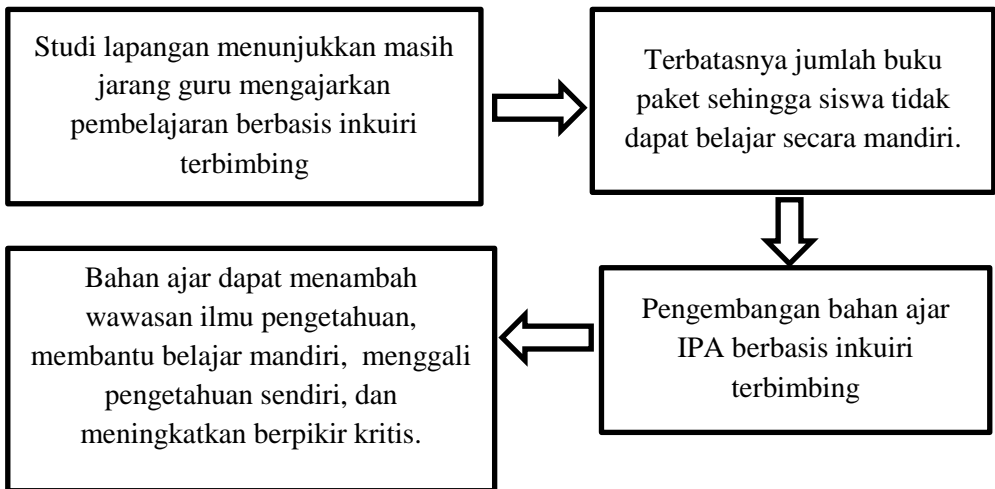 Studi lapangan menunjukkan masih
jarang guru mengajarkan
pembelajaran berbasis inkuiri
terbimbing
Terbatasnya jumlah buku
paket sehingga siswa tidak
dapat belajar secara mandiri.
Pengembangan bahan ajar
IPA berbasis inkuiri
terbimbing
Bahan ajar dapat menambah
wawasan ilmu pengetahuan,
membantu belajar mandiri, menggali
pengetahuan sendiri, dan
meningkatkan berpikir kritis.